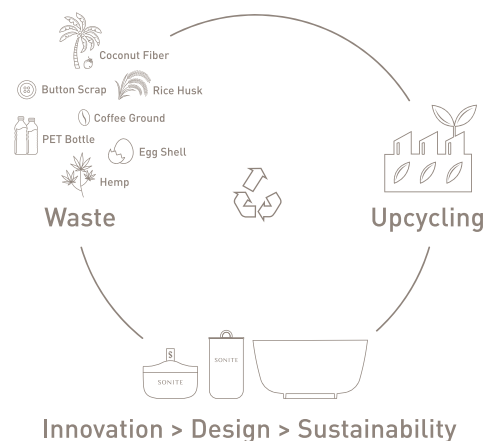 Coconut Fiber
Button Scrap
Rice Husk
Coffee Ground
PET Bottle
Egg Shell
Hemp
Waste
Upcycling
S
SONITE
SONITE
Innovation > Design > Sustainability